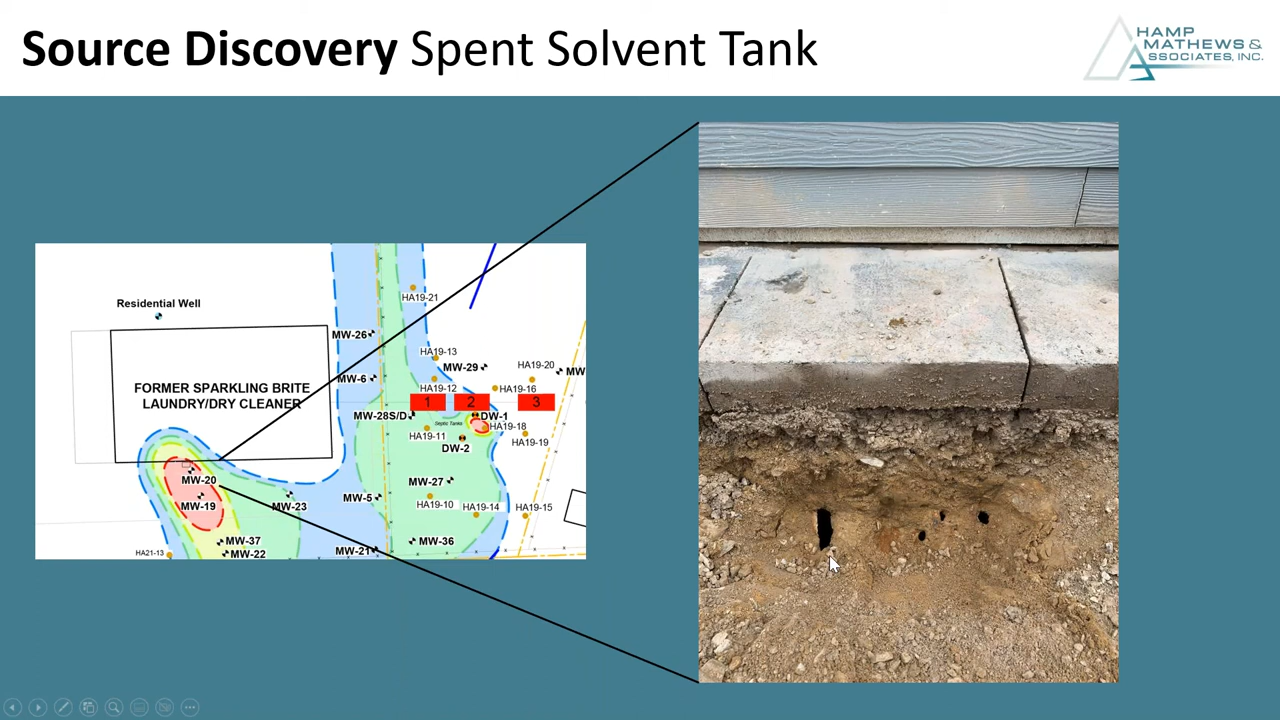 Source Discovery Spent Solvent Tank
HAMP
MATHEWS &
ASSOCIATES, INC.
Residential Well
FORMER SPARKLING BRITE
LAUNDRY/DRY CLEANER
HA19-21
MW-26
HA19-13
MW-29
HA19-20
MW
MW-6
HA19-12
HA19-16
1
2
3
MW-28S/D
DW-1
Septic Tanks
HA19-18
HA19-11
HA19-19
DW-2
MW-20
MW-27
MW-19
MW-23
MW-5
HA19-10
HA19-14
HA19-15
MW-37
MW-36
HA21-13
MW-22
MW-21